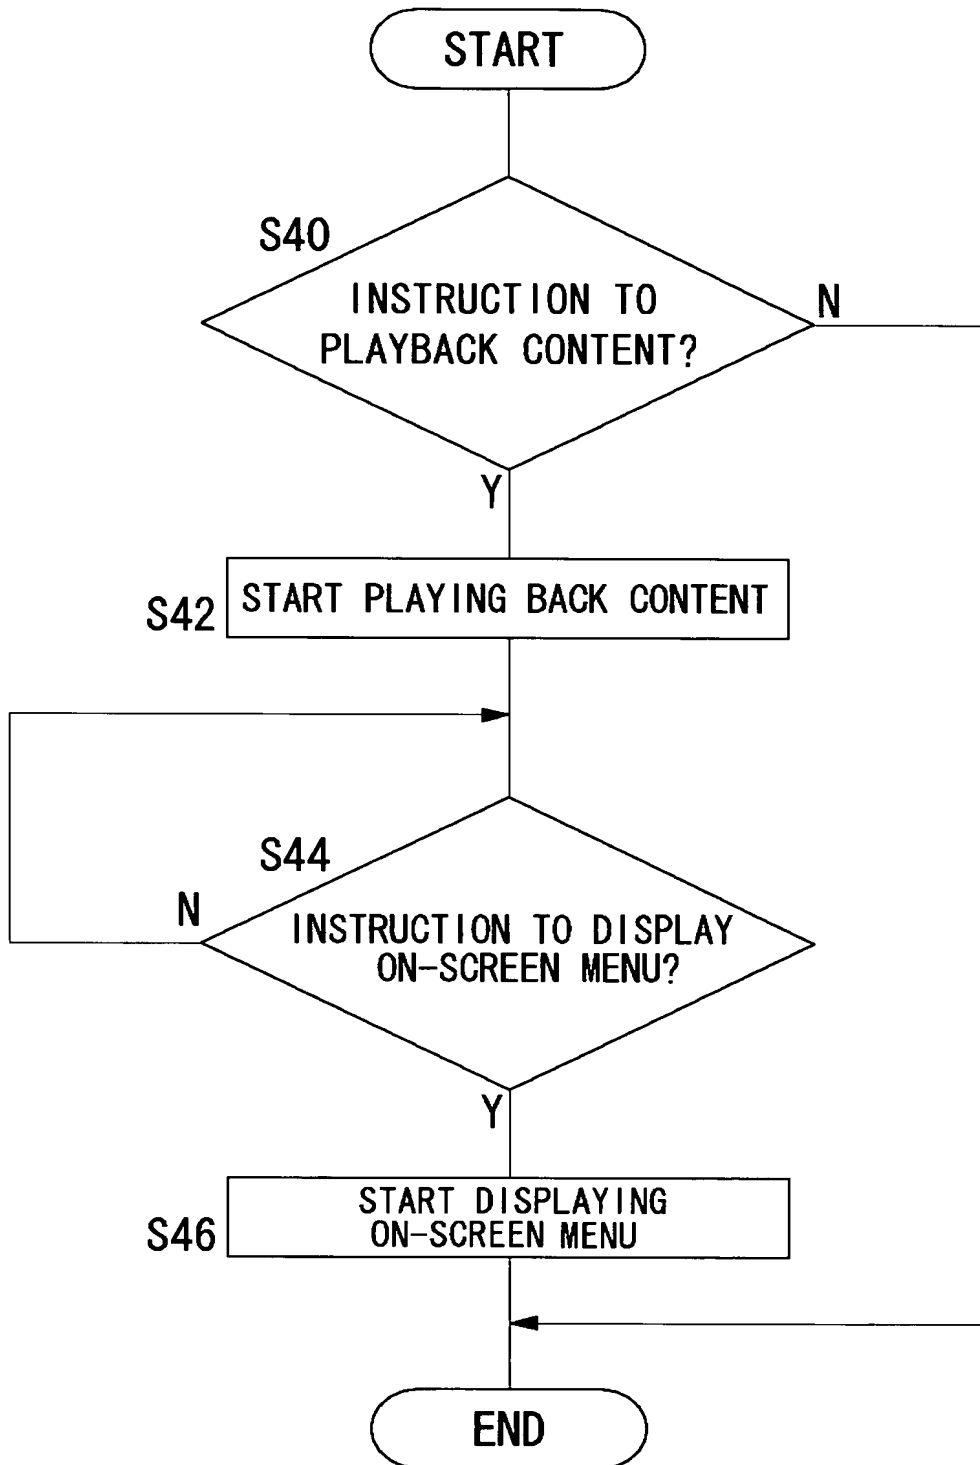 START
S40
INSTRUCTION TO
PLAYBACK CONTENT?
N
Y
S42
START PLAYING BACK CONTENT
S44
N
INSTRUCTION TO DISPLAY
ON-SCREEN MENU?
Y
S46
START DISPLAYING
ON-SCREEN MENU
END